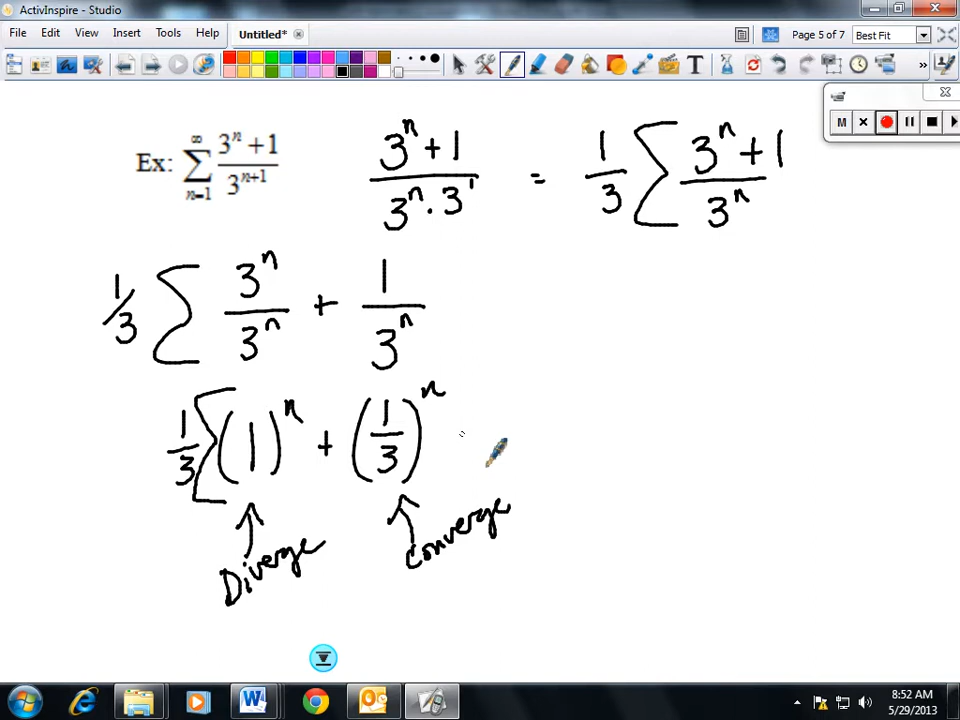 ActivInspire - Studio
File Edit View Insert Tools Help Untitled* Page 5 of 7 Best Fit
T »
M
Ex: ∑_{n=1}^{∞} (3^n + 1)/(3^{n+1})
(3^n + 1)/(3^n · 3^1) = 1/3 ∑ (3^n + 1)/(3^n)
1/3 ∑ 3^n/3^n + 1/3^n
1/3 ∑ (1)^n + (1/3)^n
Diverge Converge
8:52 AM
5/29/2013